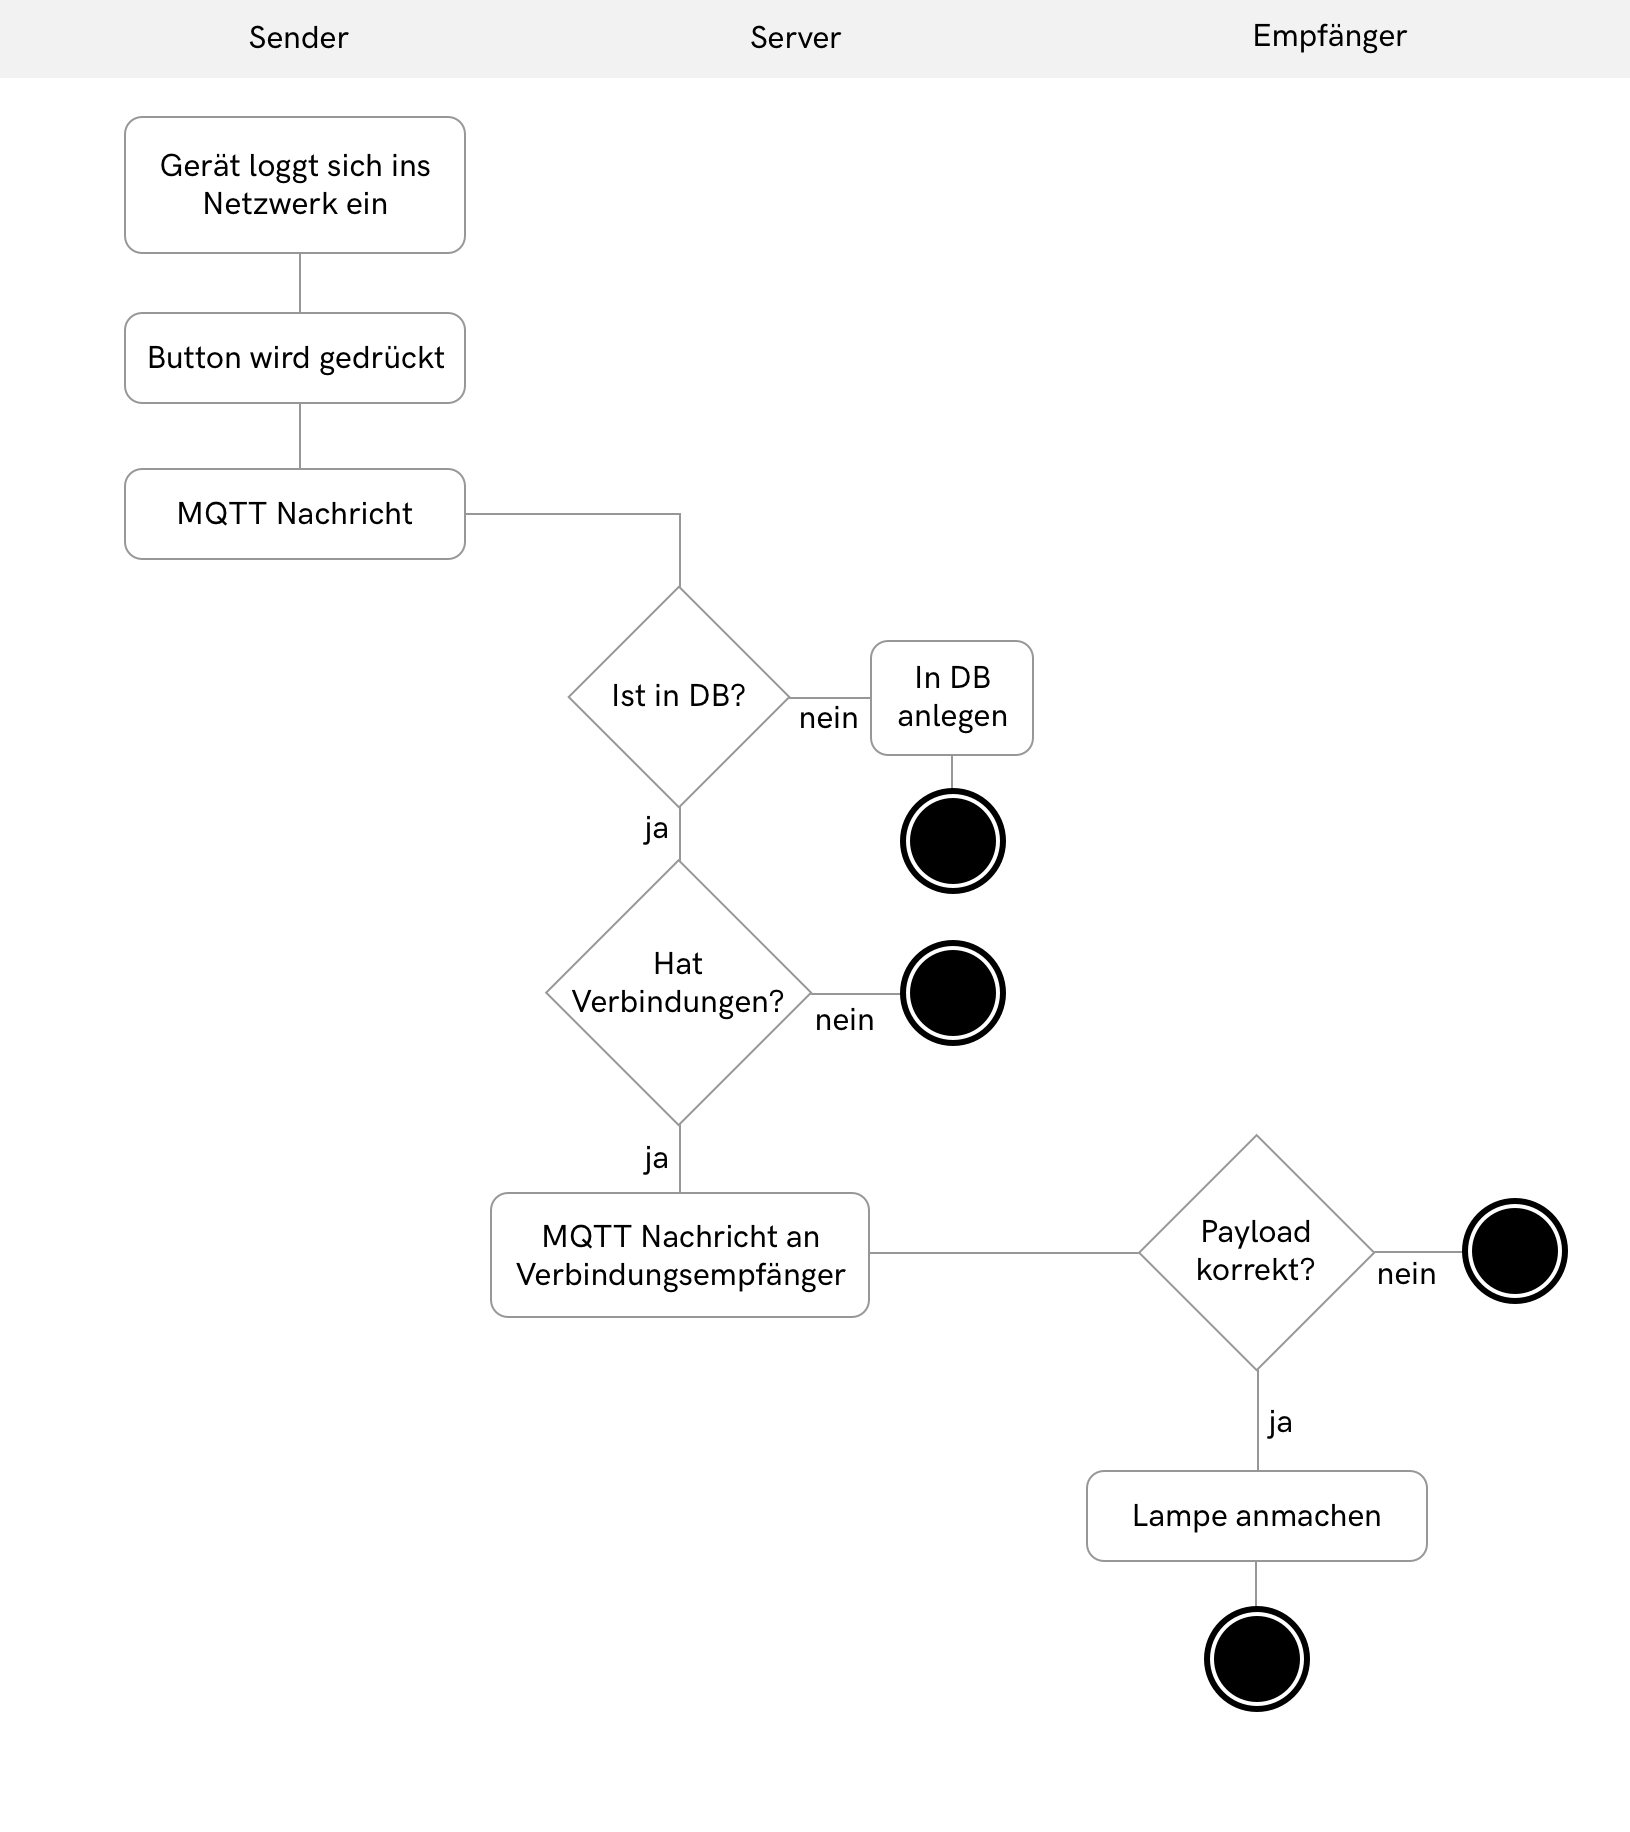 Sender
Server
Empfänger
Gerät loggt sich ins
Netzwerk ein
Button wird gedrückt
MQTT Nachricht
Ist in DB?
nein
In DB
anlegen
ja
Hat
Verbindungen?
nein
ja
MQTT Nachricht an
Verbindungsempfänger
Payload
korrekt?
nein
ja
Lampe anmachen